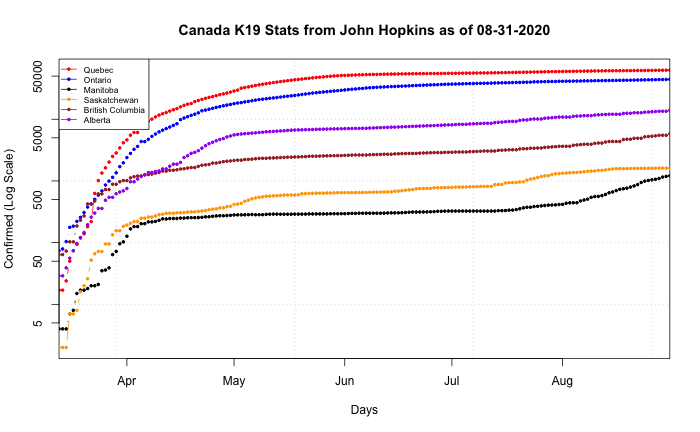 Canada K19 Stats from John Hopkins as of 08-31-2020
Confirmed (Log Scale)
50000
5000
500
50
5
Quebec
Ontario
Manitoba
Saskatchewan
British Columbia
Alberta
Apr May Jun Jul Aug
Days